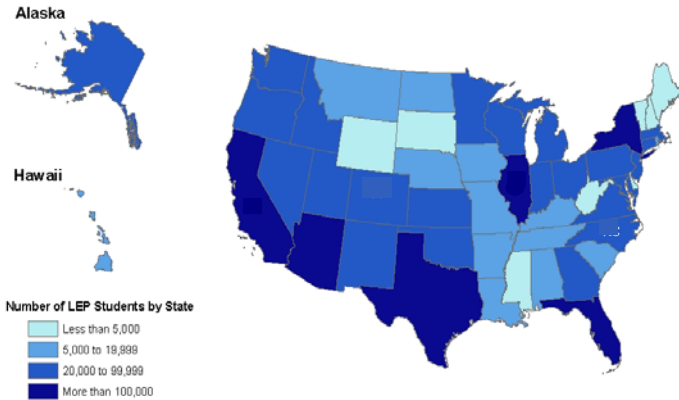 Alaska
Hawaii
Number of LEP Students by State
Less than 5,000
5,000 to 19,999
20,000 to 99,999
More than 100,000